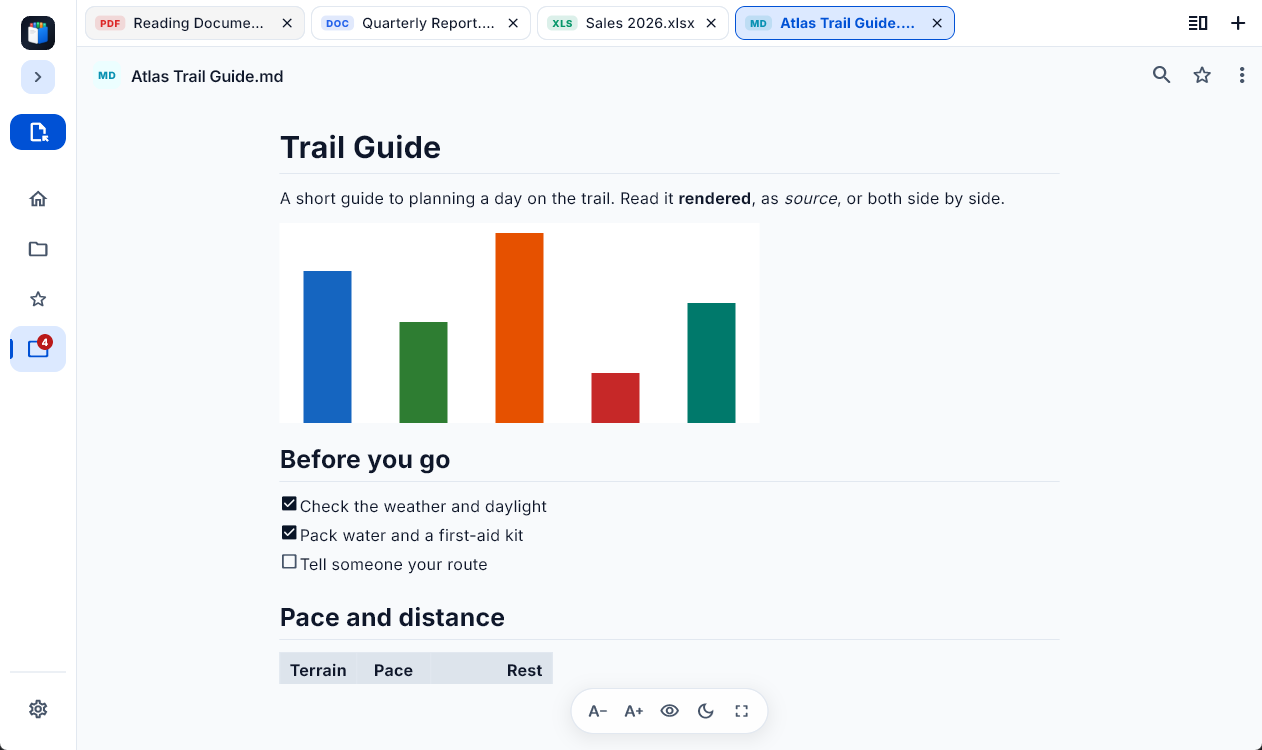 PDF Reading Docume...
DOC Quarterly Report....
XLS Sales 2026.xlsx
MD Atlas Trail Guide....
MD Atlas Trail Guide.md
4
Trail Guide
A short guide to planning a day on the trail. Read it rendered, as source, or both side by side.
Before you go
Check the weather and daylight
Pack water and a first-aid kit
Tell someone your route
Pace and distance
Terrain Pace Rest
A− A+